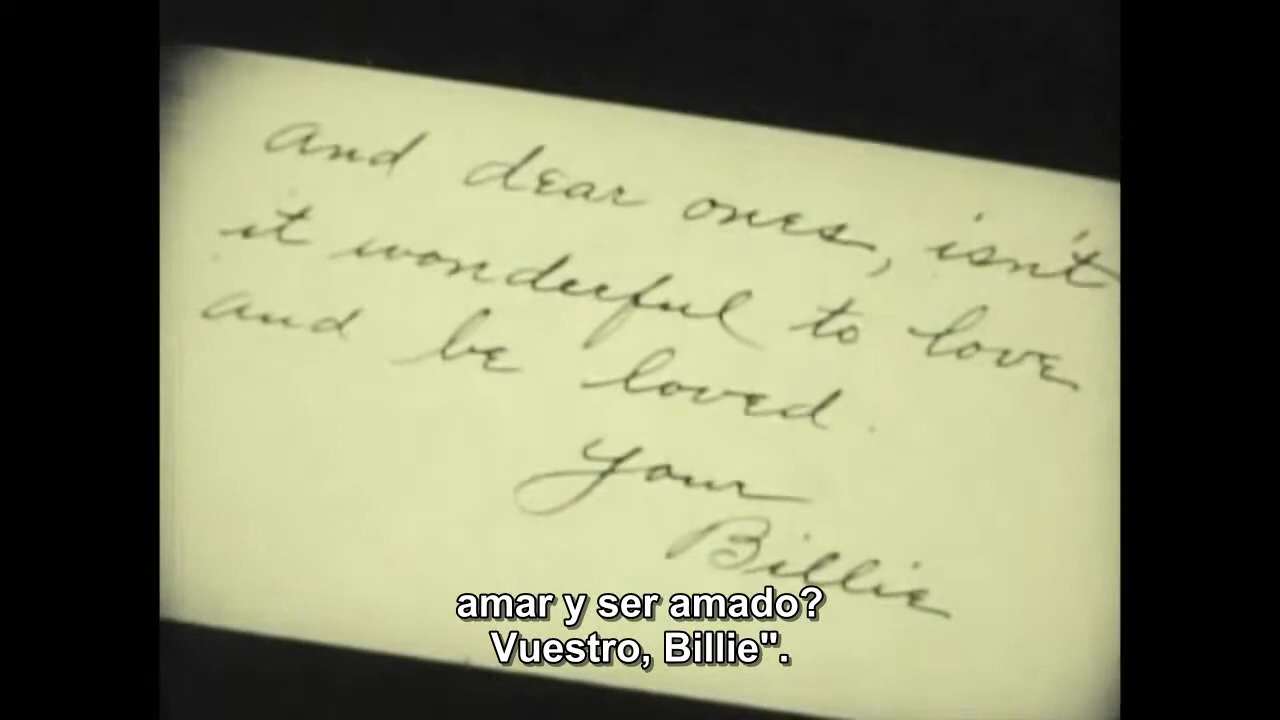 and dear ones, isn't
it wonderful to love
and be loved.
Your
Billie
amar y ser amado?
Vuestro, Billie".